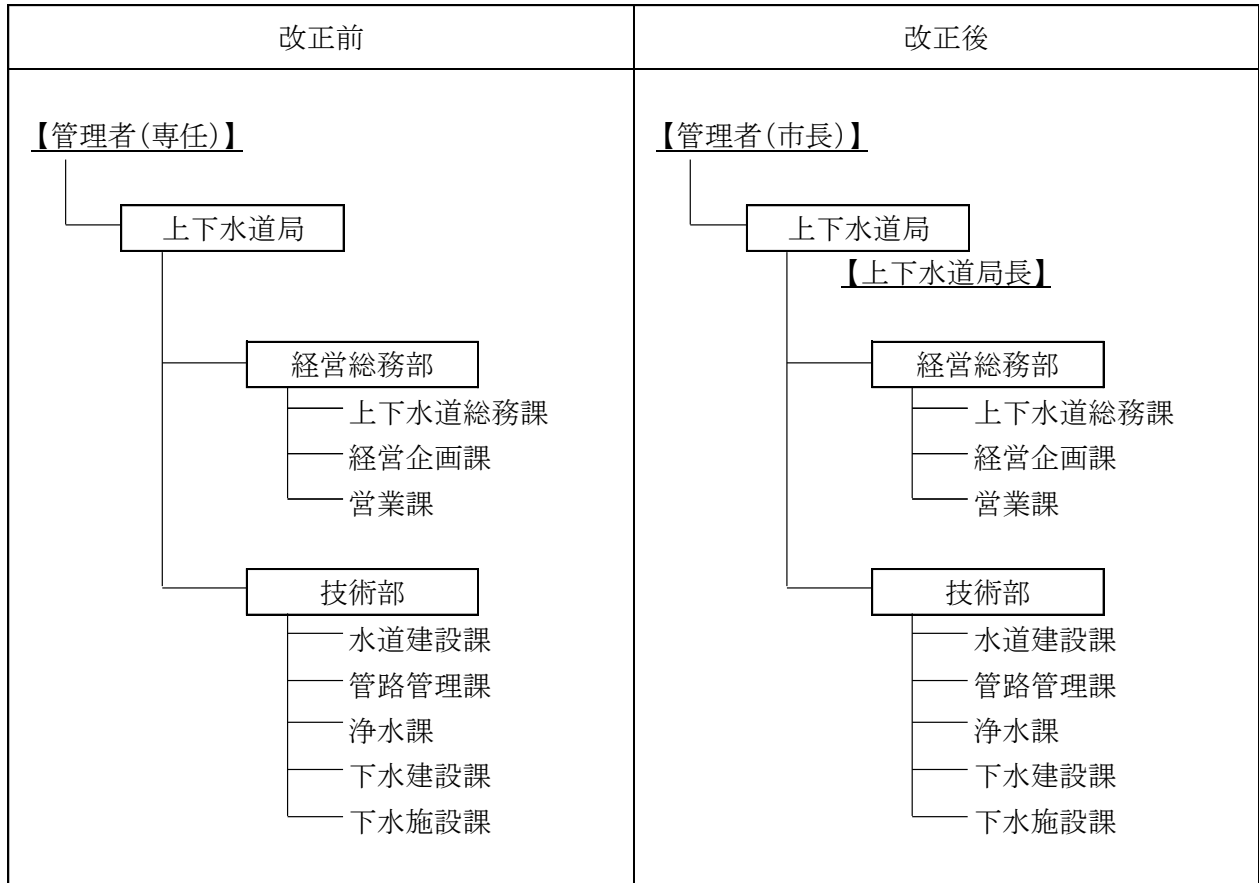 改正前
改正後
【管理者(専任)】
上下水道局
経営総務部
上下水道総務課
経営企画課
営業課
技術部
水道建設課
管路管理課
浄水課
下水建設課
下水施設課
【管理者(市長)】
上下水道局
【上下水道局長】
経営総務部
上下水道総務課
経営企画課
営業課
技術部
水道建設課
管路管理課
浄水課
下水建設課
下水施設課